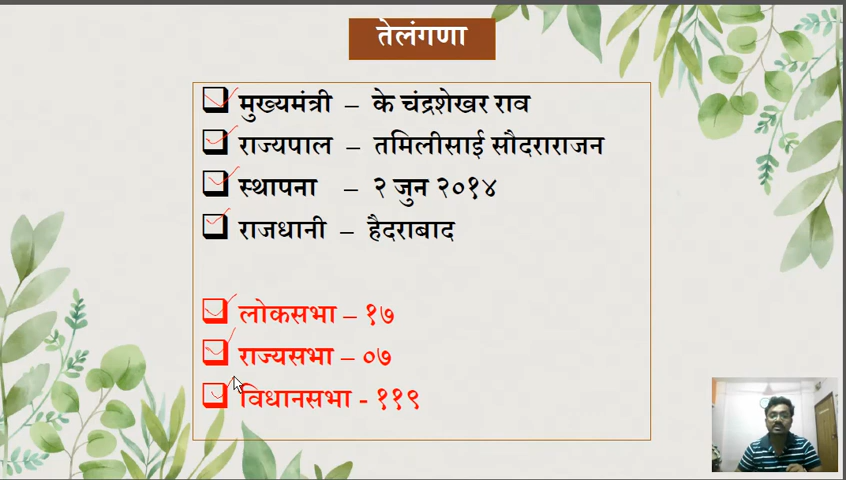 तेलंगणा
मुख्यमंत्री – के चंद्रशेखर राव
राज्यपाल – तमिलीसाई सौदराराजन
स्थापना – २ जुन २०१४
राजधानी – हैदराबाद
लोकसभा – १७
राज्यसभा – ०७
विधानसभा - ११९